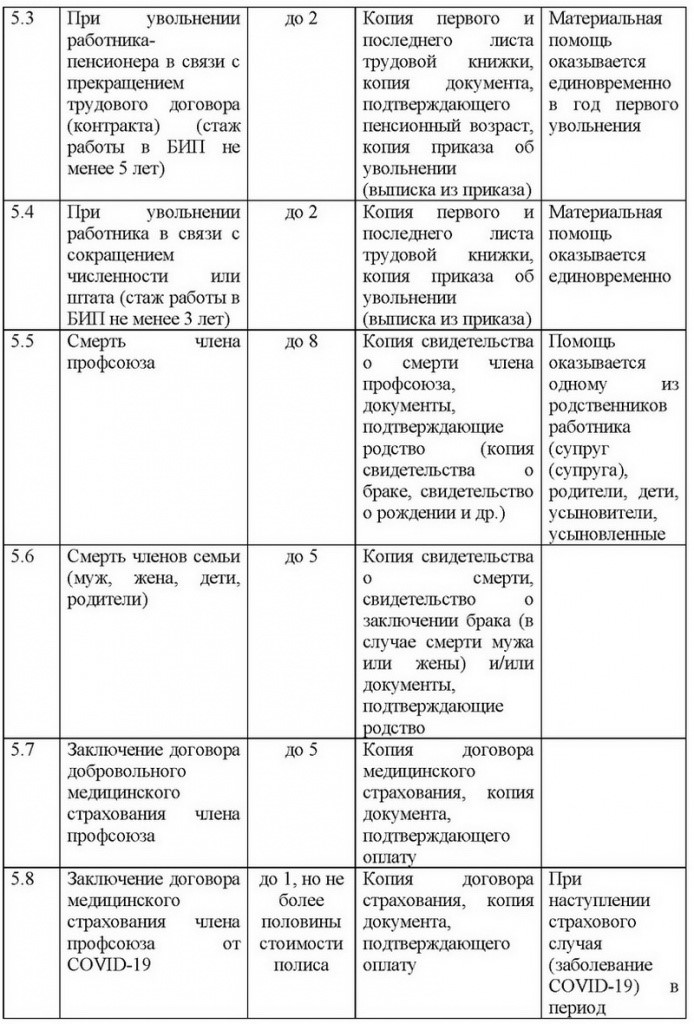 5.3
При увольнении
работника-
пенсионера в связи с
прекращением
трудового договора
(контракта) (стаж
работы в БИП не
менее 5 лет)
до 2
Копия первого и
последнего листа
трудовой книжки,
копия документа,
подтверждающего
пенсионный возраст,
копия приказа об
увольнении
(выписка из приказа)
Материальная
помощь
оказывается
единовременно
в год первого
увольнения
5.4
При увольнении
работника в связи с
сокращением
численности или
штата (стаж работы в
БИП не менее 3 лет)
до 2
Копия первого и
последнего листа
трудовой книжки,
копия приказа об
увольнении
(выписка из приказа)
Материальная
помощь
оказывается
единовременно
5.5
Смерть члена
профсоюза
до 8
Копия свидетельства
о смерти члена
профсоюза,
документы,
подтверждающие
родство (копия
свидетельства о
браке, свидетельство
о рождении и др.)
Помощь
оказывается
одному из
родственников
работника
(супруг
(супруга),
родители, дети,
усыновители,
усыновленные
5.6
Смерть членов семьи
(муж, жена, дети,
родители)
до 5
Копия свидетельства
о смерти,
свидетельство о
заключении брака (в
случае смерти мужа
или жены) и/или
документы,
подтверждающие
родство
5.7
Заключение договора
добровольного
медицинского
страхования члена
профсоюза
до 5
Копия договора
медицинского
страхования, копия
документа,
подтверждающего
оплату
5.8
Заключение договора
медицинского
страхования члена
профсоюза от
COVID-19
до 1, но не
более
половины
стоимости
полиса
Копия договора
страхования, копия
документа,
подтверждающего
оплату
При
наступлении
страхового
случая
(заболевание
COVID-19) в
период